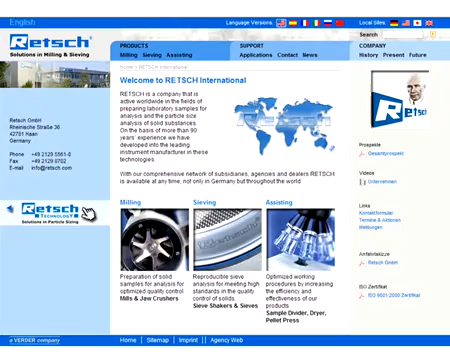 English
Language Versions:
Local Sites:
Search
Retsch®
Solutions in Milling & Sieving
PRODUCTS
Milling Sieving Assisting
SUPPORT
Applications Contact News
COMPANY
History Present Future
Home > RETSCH International
Welcome to RETSCH International
RETSCH is a company that is
active worldwide in the fields of
preparing laboratory samples for
analysis and the particle size
analysis of solid substances.
On the basis of more than 90
years' experience we have
developed into the leading
instrument manufacturer in these
technologies.
With our comprehensive network of subsidiaries, agencies and dealers RETSCH
is available at any time, not only in Germany but throughout the world.
Retsch GmbH
Rheinische Straße 36
42781 Haan
Germany
Phone +49 2129 5561-0
Fax +49 2129 8702
E-mail info@retsch.com
Retsch
TECHNOLOGY
Solutions in Particle Sizing
Milling
Preparation of solid
samples for analysis for
optimized quality control
Mills & Jaw Crushers
Sieving
Reproducible sieve
analysis for meeting high
standards in the quality
control of solids.
Sieve Shakers & Sieves
Assisting
Optimized working
procedures by increasing
the efficiency and
effectiveness of our
products.
Sample Divider, Dryer,
Pellet Press
Retsch
Prospekte
Gesamtprospekt
Videos
Unternehmen
Links
Kontaktformular
Termine & Aktionen
Meldungen
Anfahrtskizze
Retsch GmbH
ISO Zertifikat
ISO 9001:2000 Zertifikat
a VERDER company
Home | Sitemap | Imprint || Agency Web